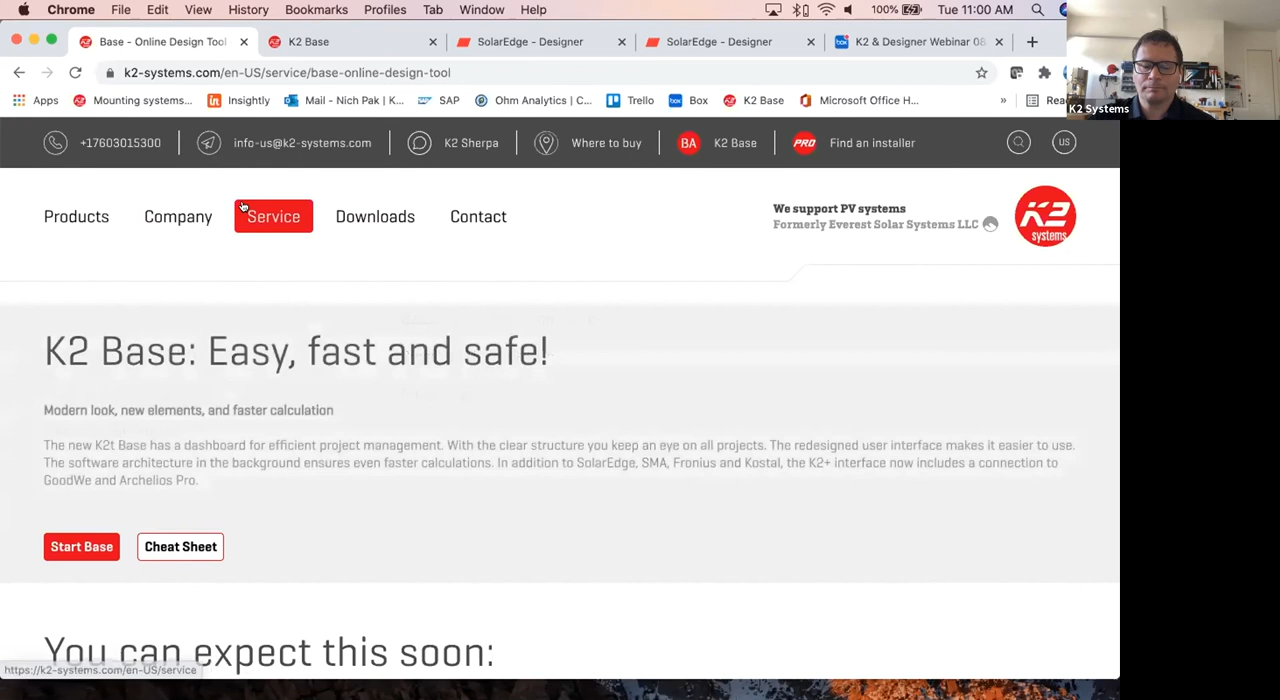 Chrome File Edit View History Bookmarks Profiles Tab Window Help 100% Tue 11:00 AM
Base - Online Design Tool K2 Base SolarEdge - Designer SolarEdge - Designer K2 & Designer Webinar 08
k2-systems.com/en-US/service/base-online-design-tool
Apps Mounting systems... Insightly Mail - Nich Pak | K... SAP Ohm Analytics | C... Trello Box K2 Base Microsoft Office H... » Rea
K2 Systems
+17603015300 info-us@k2-systems.com K2 Sherpa Where to buy BA K2 Base PRO Find an installer US
Products Company Service Downloads Contact
We support PV systems
Formerly Everest Solar Systems LLC
K2 systems
K2 Base: Easy, fast and safe!
Modern look, new elements, and faster calculation
The new K2t Base has a dashboard for efficient project management. With the clear structure you keep an eye on all projects. The redesigned user interface makes it easier to use.
The software architecture in the background ensures even faster calculations. In addition to SolarEdge, SMA, Fronius and Kostal, the K2+ interface now includes a connection to
GoodWe and Archelios Pro.
Start Base Cheat Sheet
You can expect this soon:
https://k2-systems.com/en-US/service